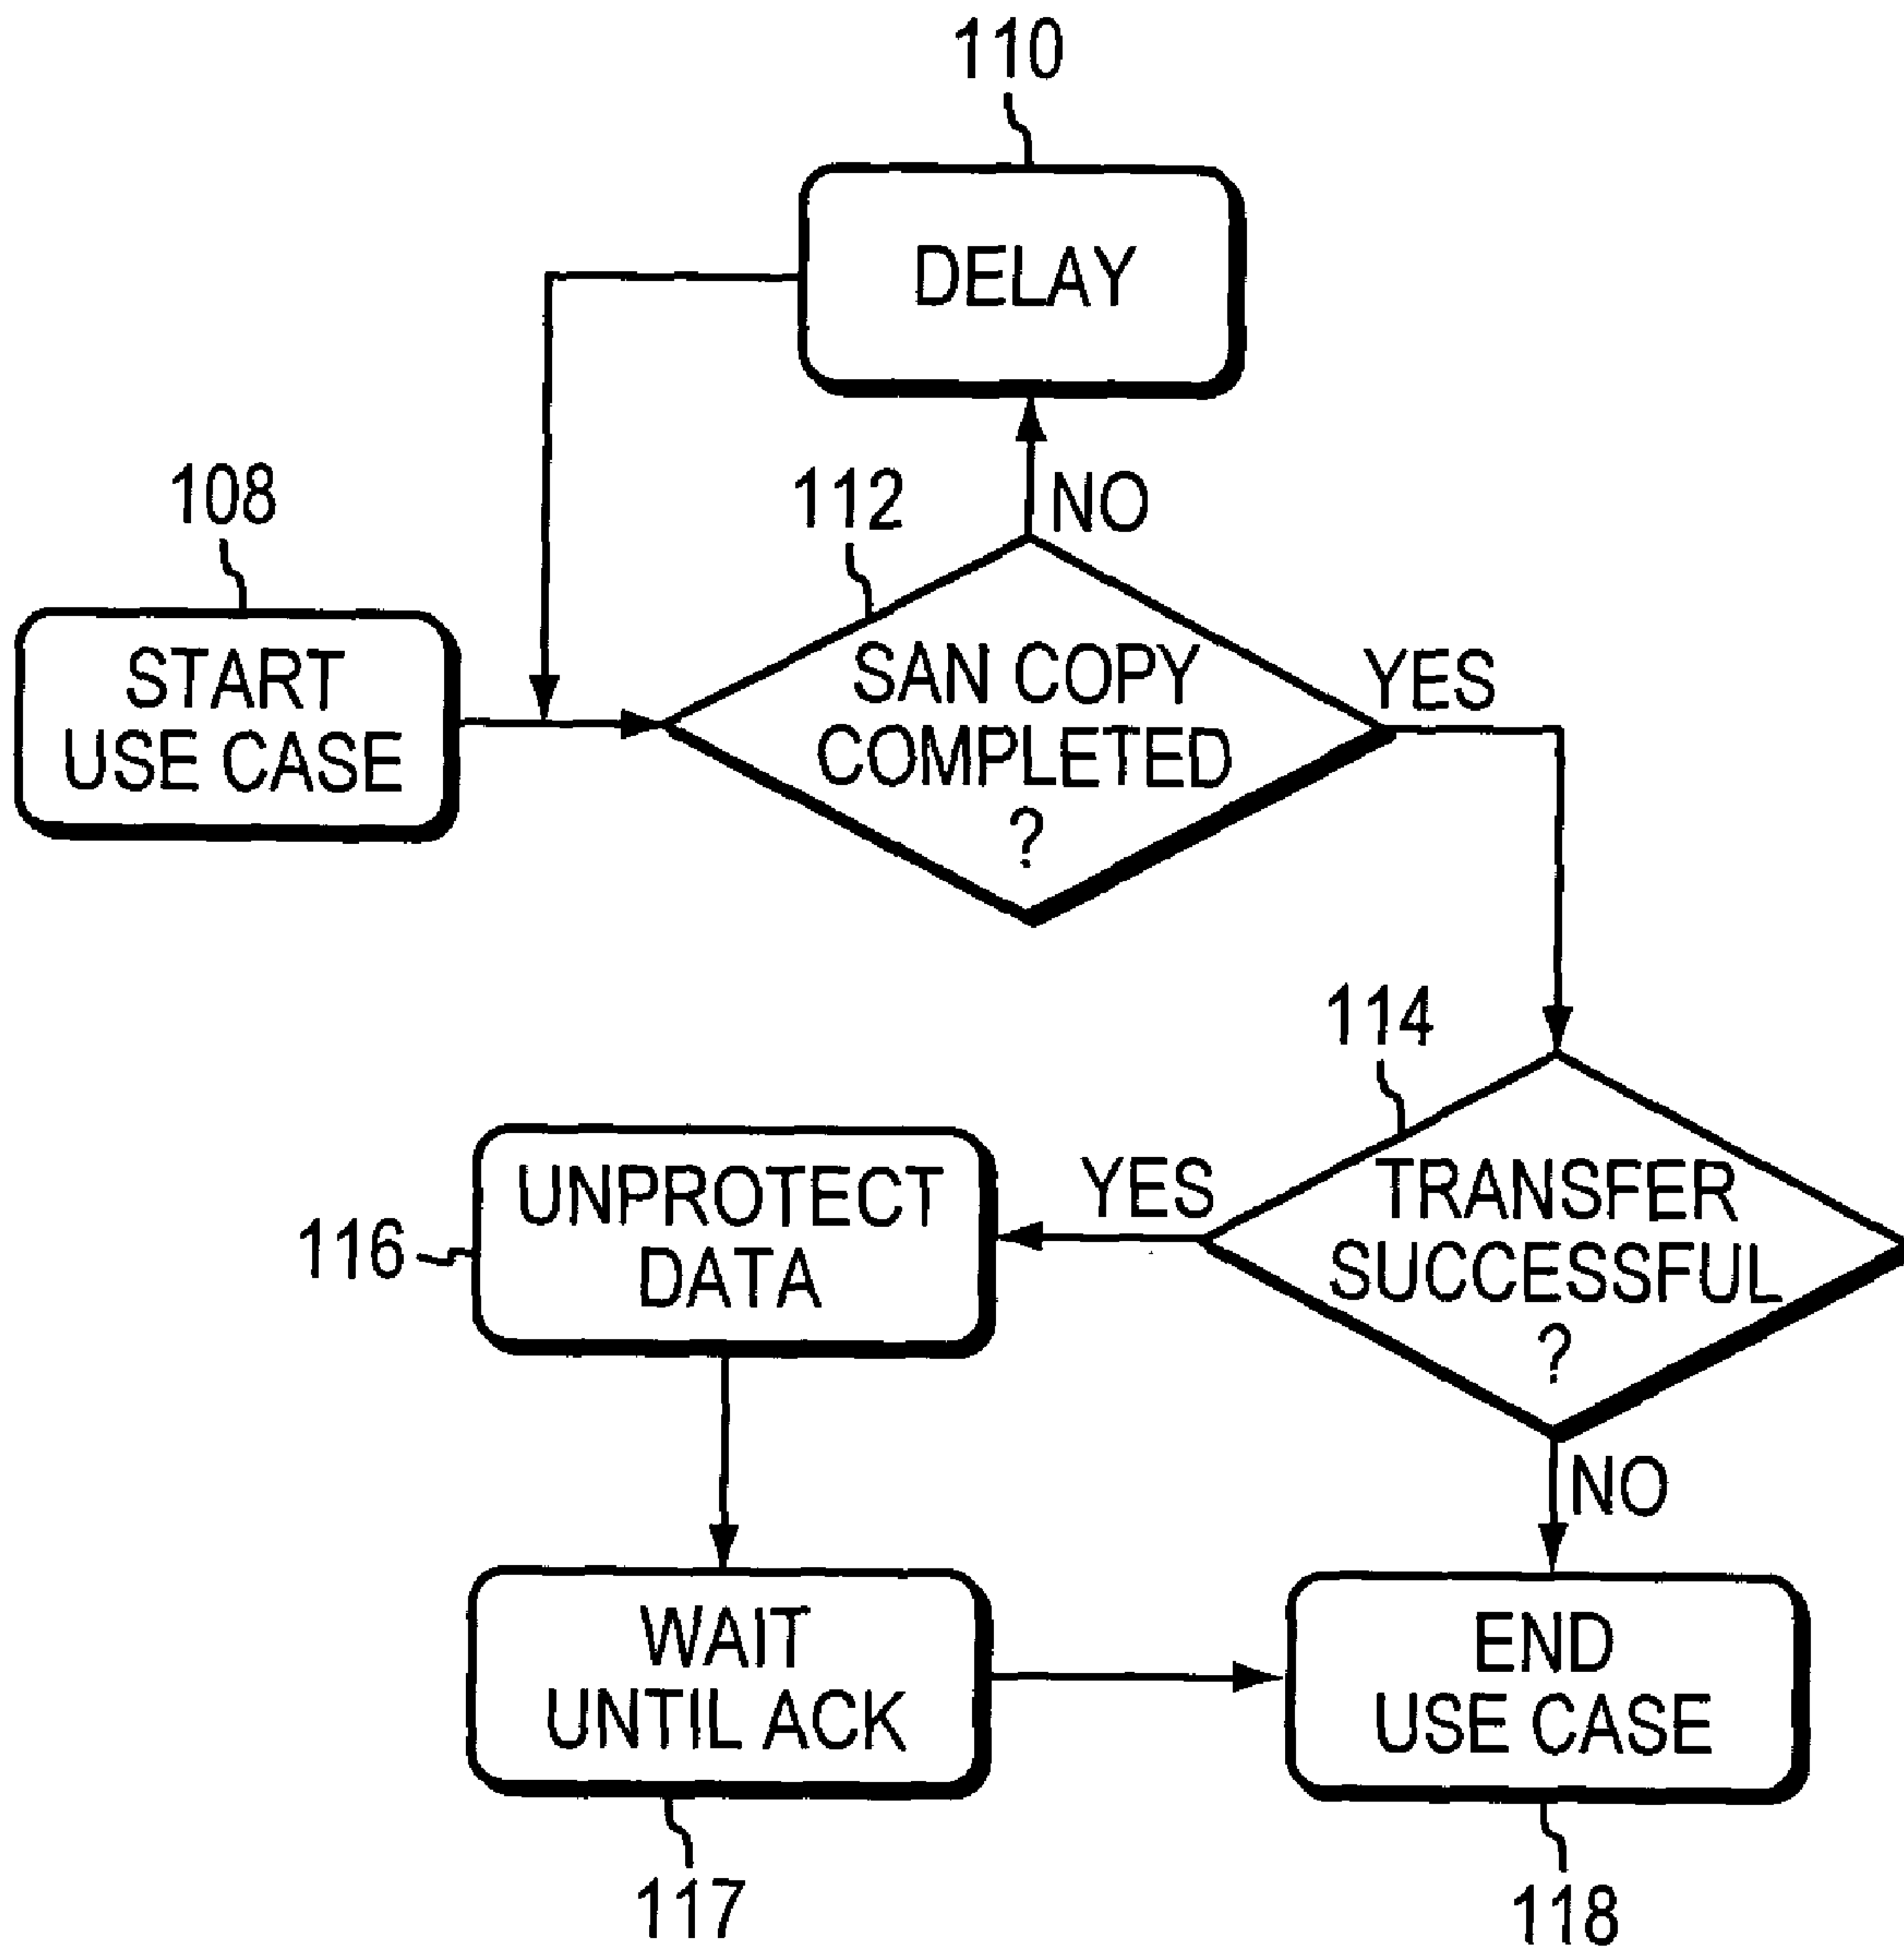 110
DELAY
108
112
NO
START
USE CASE
SAN COPY
COMPLETED
?
YES
114
116
UNPROTECT
DATA
YES
TRANSFER
SUCCESSFUL
?
NO
WAIT
UNTIL ACK
END
USE CASE
117
118